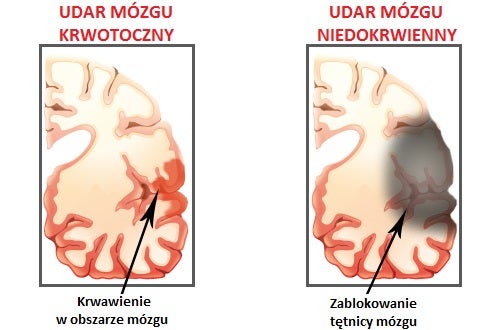 UDAR MÓZGU
KRWOTOCZNY
UDAR MÓZGU
NIEDOKRWIENNY
Krwawienie
w obszarze mózgu
Zablokowanie
tętnicy mózgu